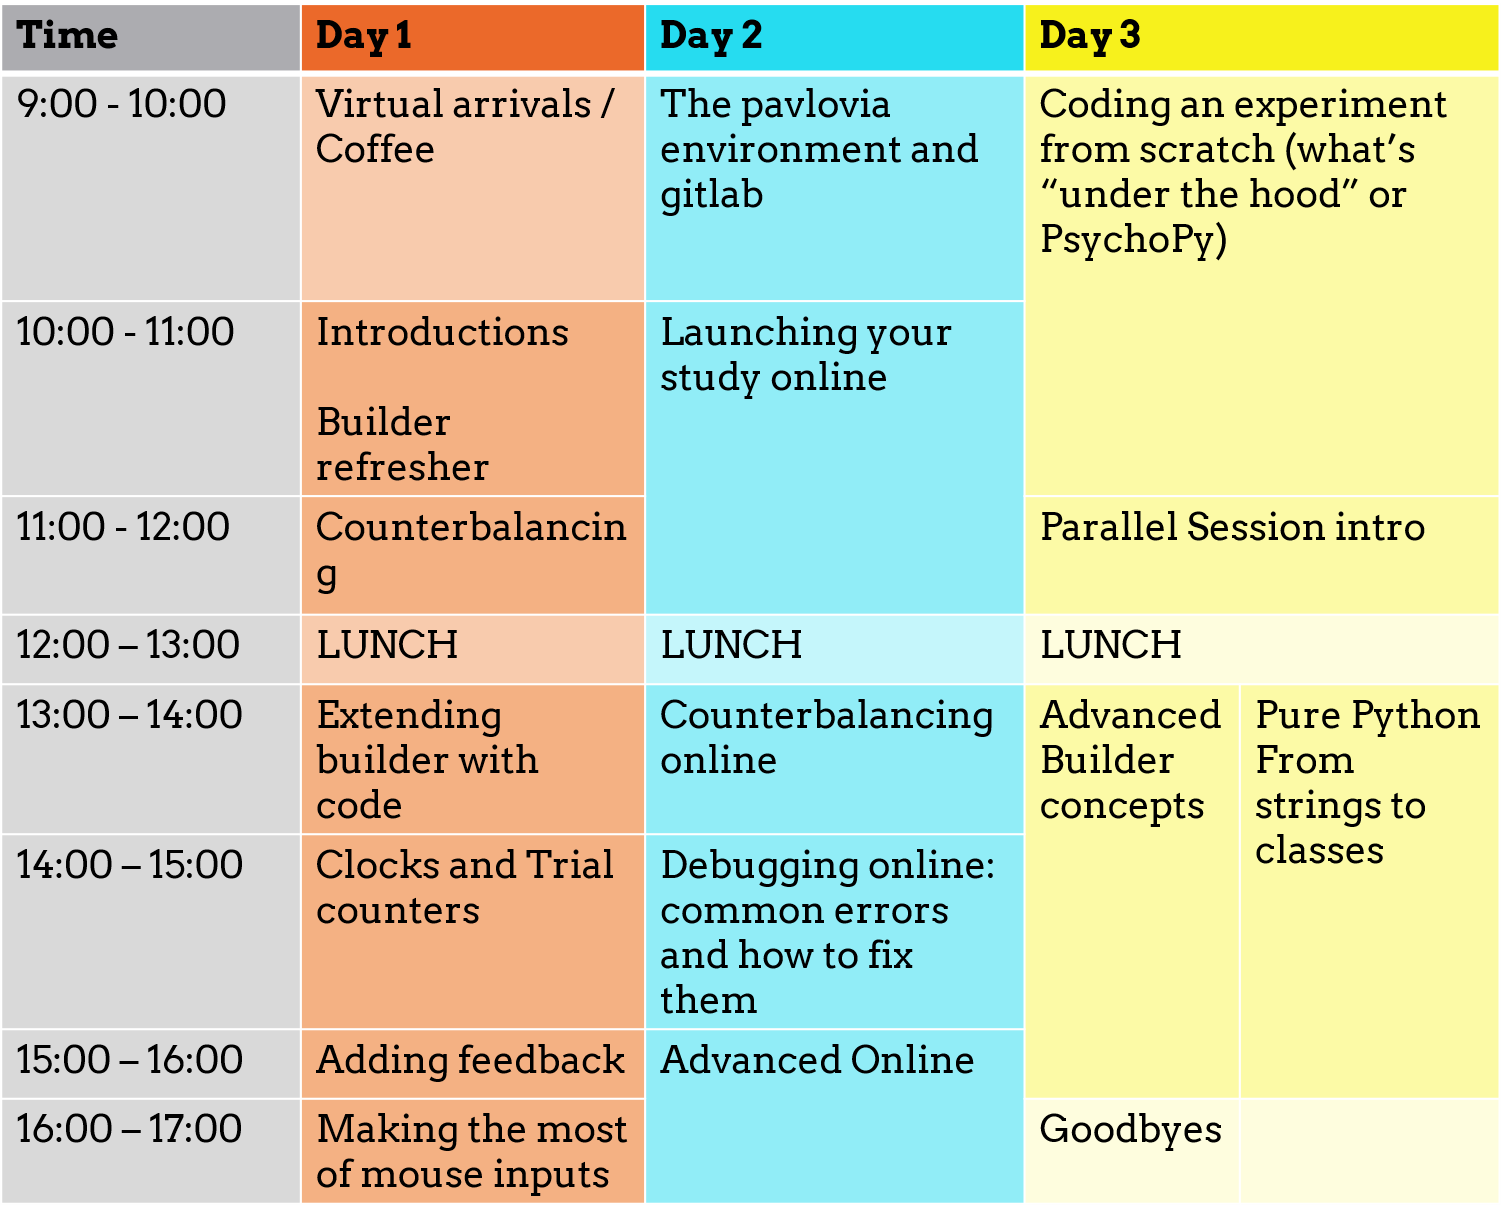 Time Day 1 Day 2 Day 3
9:00 - 10:00
Virtual arrivals /
Coffee
The pavlovia
environment and
gitlab
Coding an experiment
from scratch (what’s
“under the hood” or
PsychoPy)
10:00 - 11:00
Introductions
Builder
refresher
Launching your
study online
11:00 - 12:00
Counterbalancin
g
Parallel Session intro
12:00 – 13:00
LUNCH
LUNCH
LUNCH
13:00 – 14:00
Extending
builder with
code
Counterbalancing
online
Advanced
Builder
concepts
Pure Python
From
strings to
classes
14:00 – 15:00
Clocks and Trial
counters
Debugging online:
common errors
and how to fix
them
15:00 – 16:00
Adding feedback
Advanced Online
16:00 – 17:00
Making the most
of mouse inputs
Goodbyes